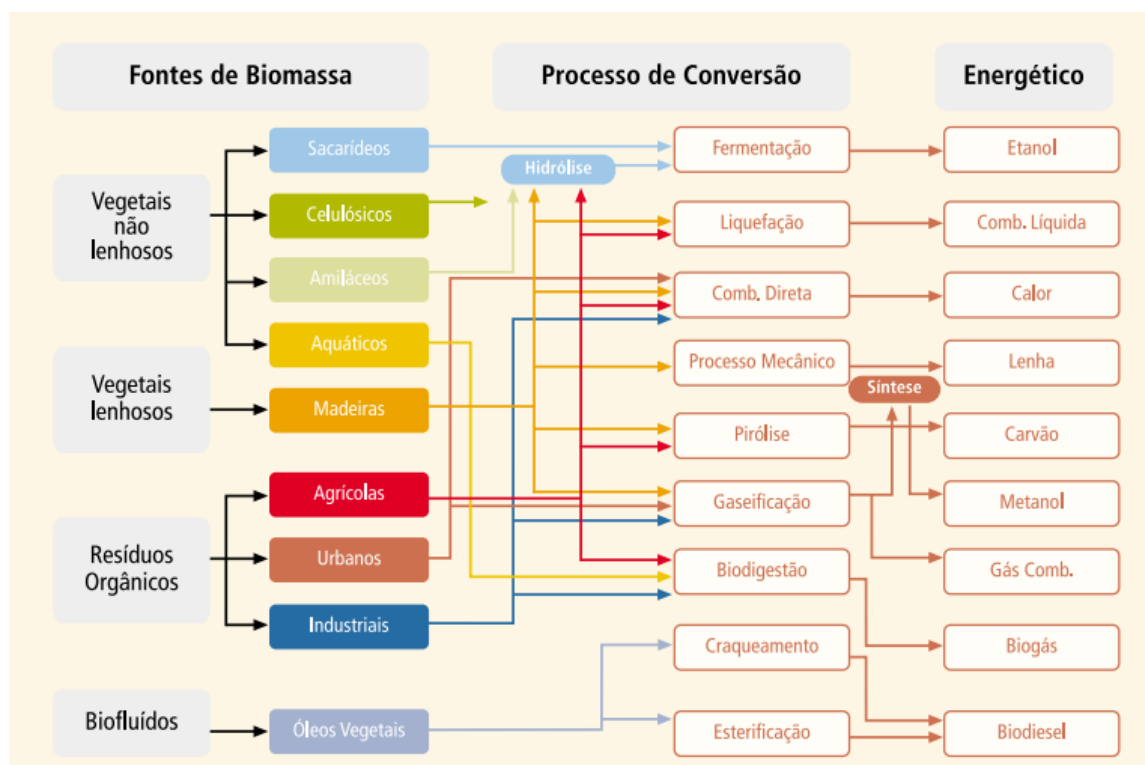 Fontes de Biomassa
Processo de Conversão
Energético
Vegetais
não
lenhosos
Vegetais
lenhosos
Resíduos
Orgânicos
Biofluídos
Sacarídeos
Celulósicos
Amiláceos
Aquáticos
Madeiras
Agrícolas
Urbanos
Industriais
Óleos Vegetais
Hidrólise
Fermentação
Liquefação
Comb. Direta
Processo Mecânico
Pirólise
Gaseificação
Biodigestão
Craqueamento
Esterificação
Síntese
Etanol
Comb. Líquida
Calor
Lenha
Carvão
Metanol
Gás Comb.
Biogás
Biodiesel